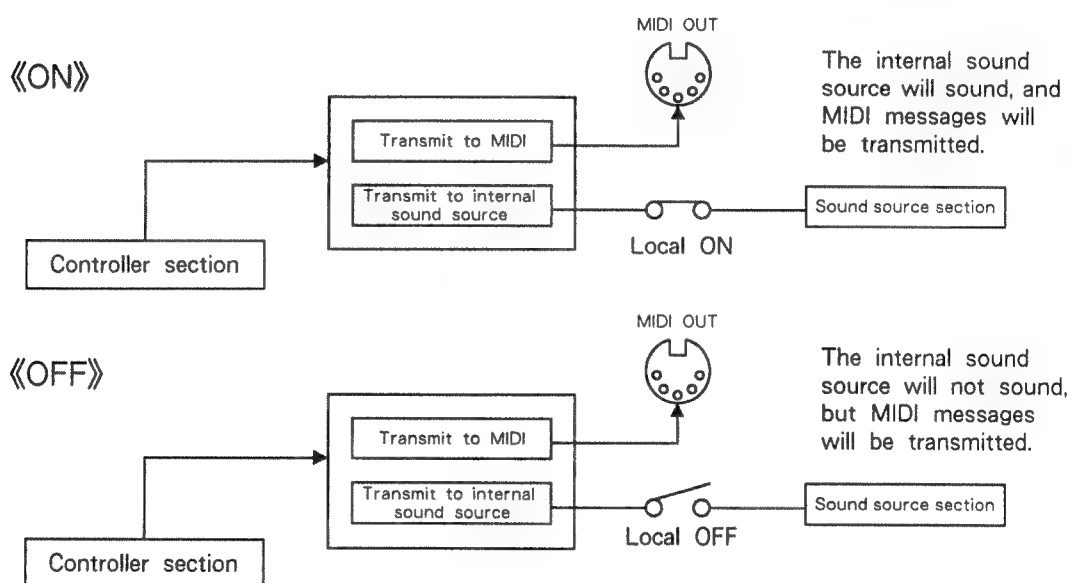 MIDI OUT
《ON》
The internal sound
source will sound, and
MIDI messages will
be transmitted.
Transmit to MIDI
Transmit to internal
sound source
Sound source section
Local ON
Controller section
MIDI OUT
《OFF》
The internal sound
source will not sound,
but MIDI messages
will be transmitted.
Transmit to MIDI
Transmit to internal
sound source
Sound source section
Local OFF
Controller section